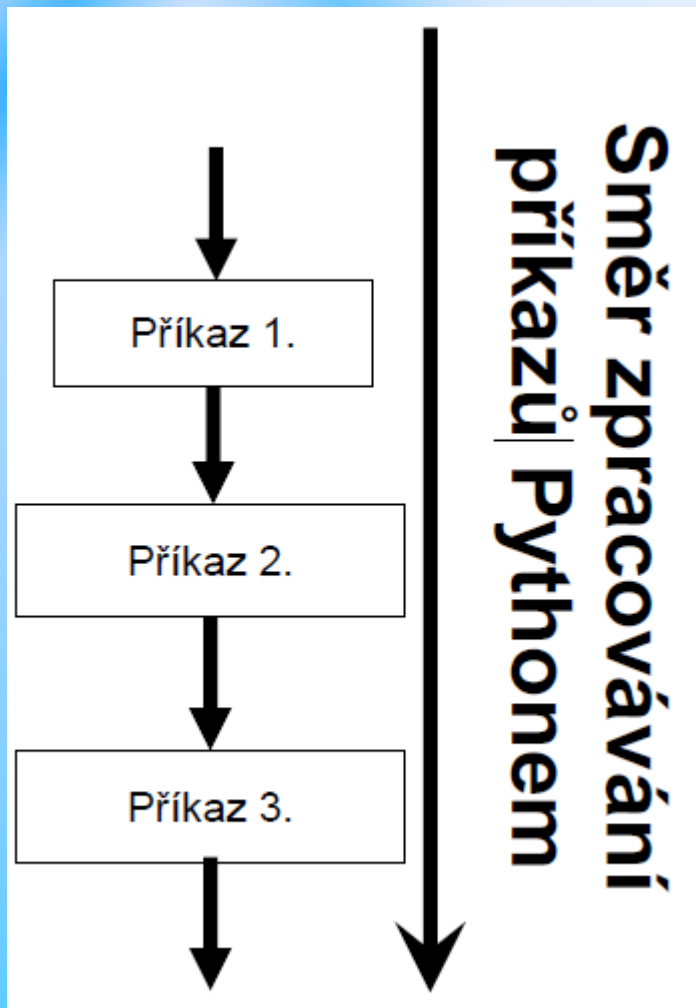 Příkaz 1.
Příkaz 2.
Příkaz 3.
Směr zpracovávání
příkazů Pythonem